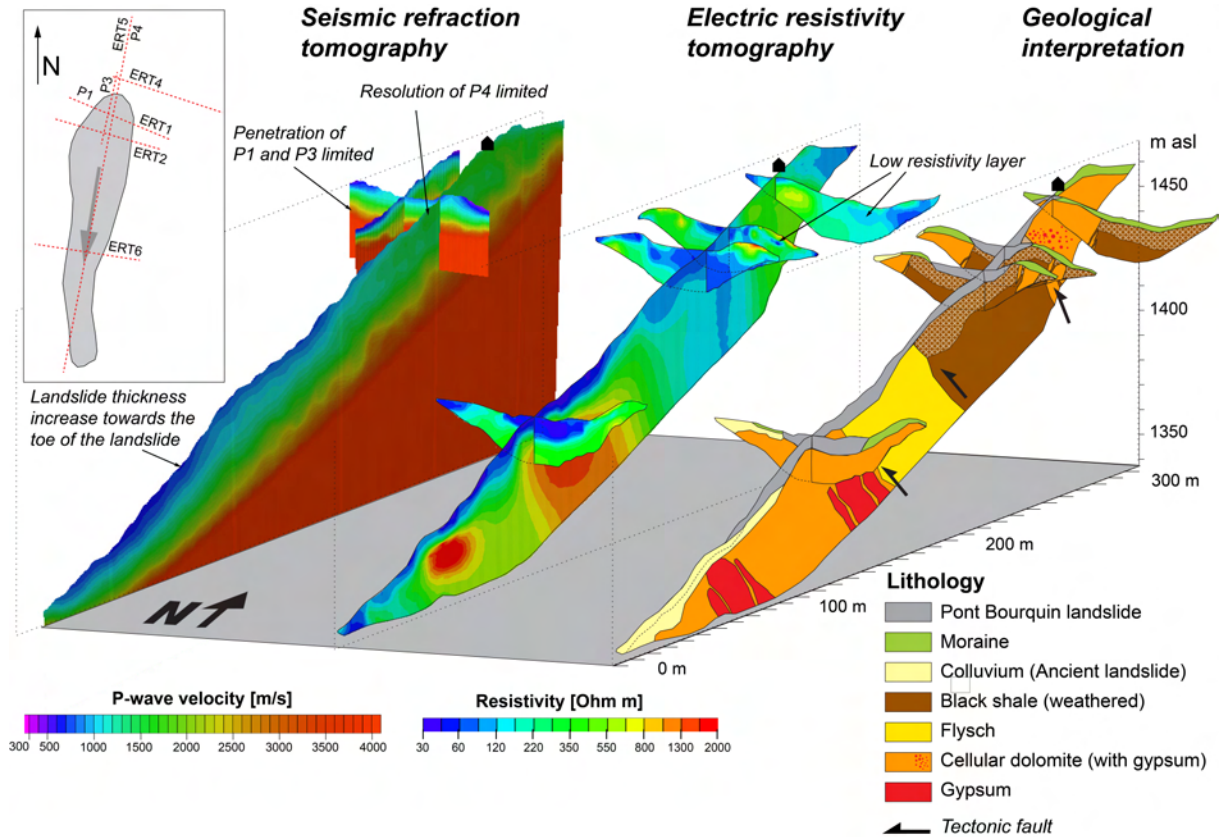 Seismic refraction
tomography
Electric resistivity
tomography
Geological
interpretation
N
ERT5
P4
P3
ERT4
P1
ERT1
ERT2
ERT6
Resolution of P4 limited
Penetration of
P1 and P3 limited
Low resistivity layer
Landslide thickness
increase towards the
toe of the landslide
m asl
1450
1400
1350
300 m
200 m
100 m
0 m
N
P-wave velocity [m/s]
300 500 1000 1500 2000 2500 3000 3500 4000
Resistivity [Ohm m]
30 60 120 220 350 550 800 1300 2000
Lithology
Pont Bourquin landslide
Moraine
Colluvium (Ancient landslide)
Black shale (weathered)
Flysch
Cellular dolomite (with gypsum)
Gypsum
Tectonic fault